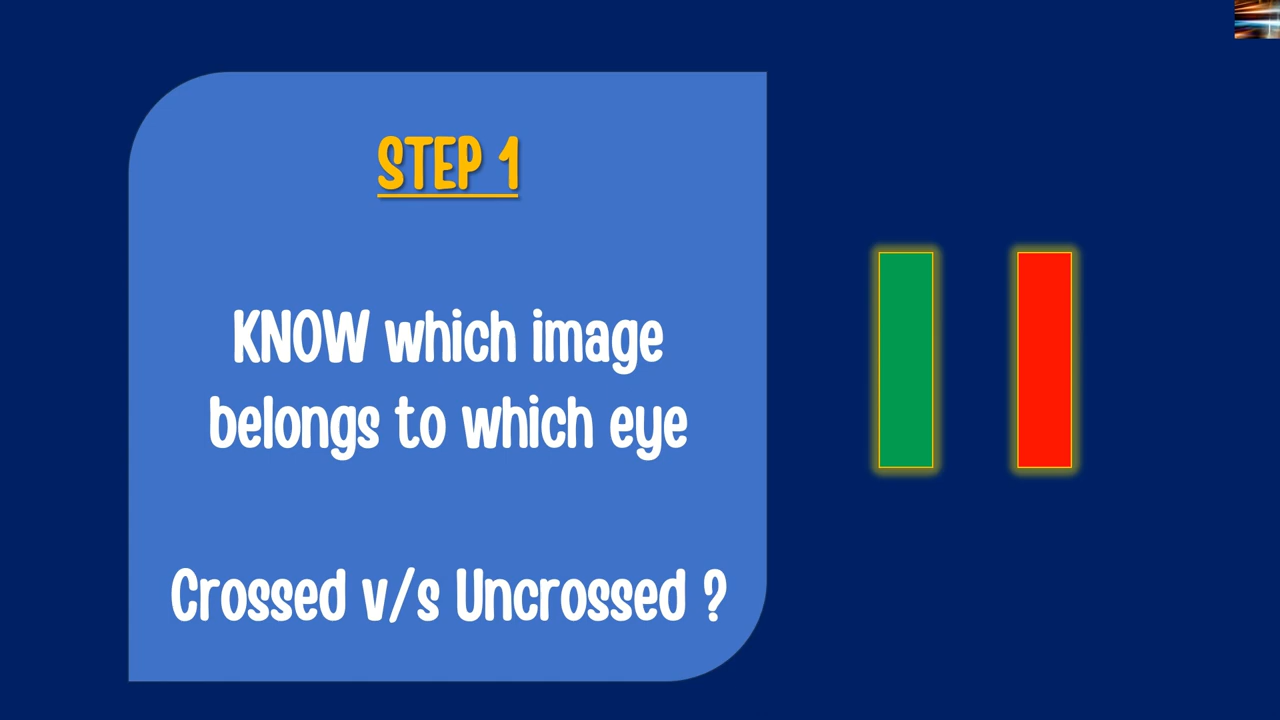 STEP 1
KNOW which image
belongs to which eye
Crossed v/s Uncrossed ?